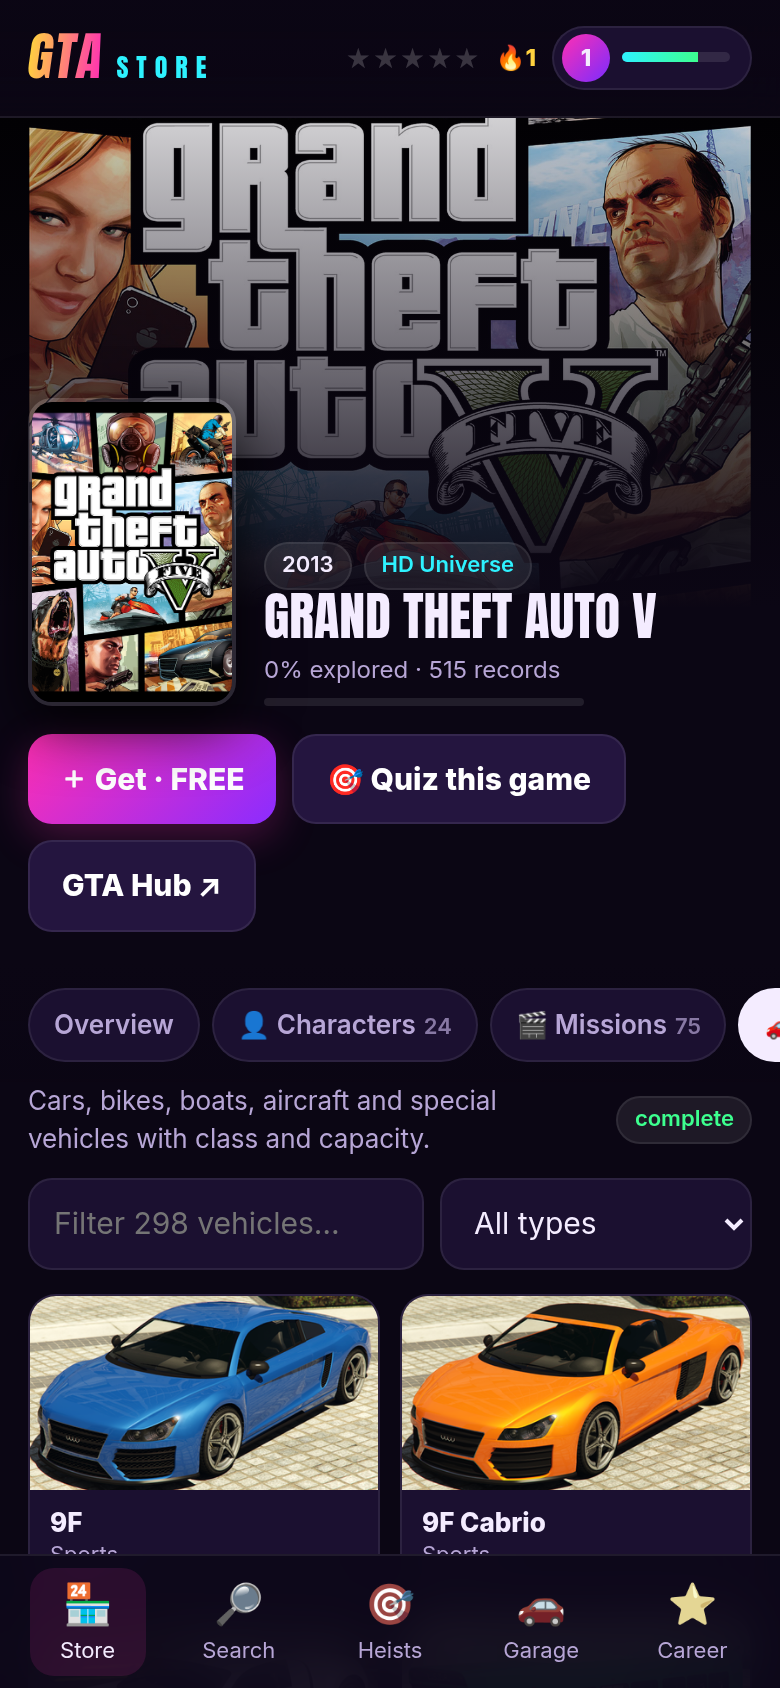 GTA STORE
★★★★★ 🔥1 1
grand
theft
auto V
FIVE
TM
grand
theft
auto V
FIVE
2013 HD Universe
GRAND THEFT AUTO V
0% explored · 515 records
+ Get · FREE
🎯 Quiz this game
GTA Hub ↗
Overview
👤 Characters 24
🎬 Missions 75
Cars, bikes, boats, aircraft and special
vehicles with class and capacity.
complete
Filter 298 vehicles...
All types
9F
Sports
9F Cabrio
Sports
24
Store
Search
Heists
Garage
Career